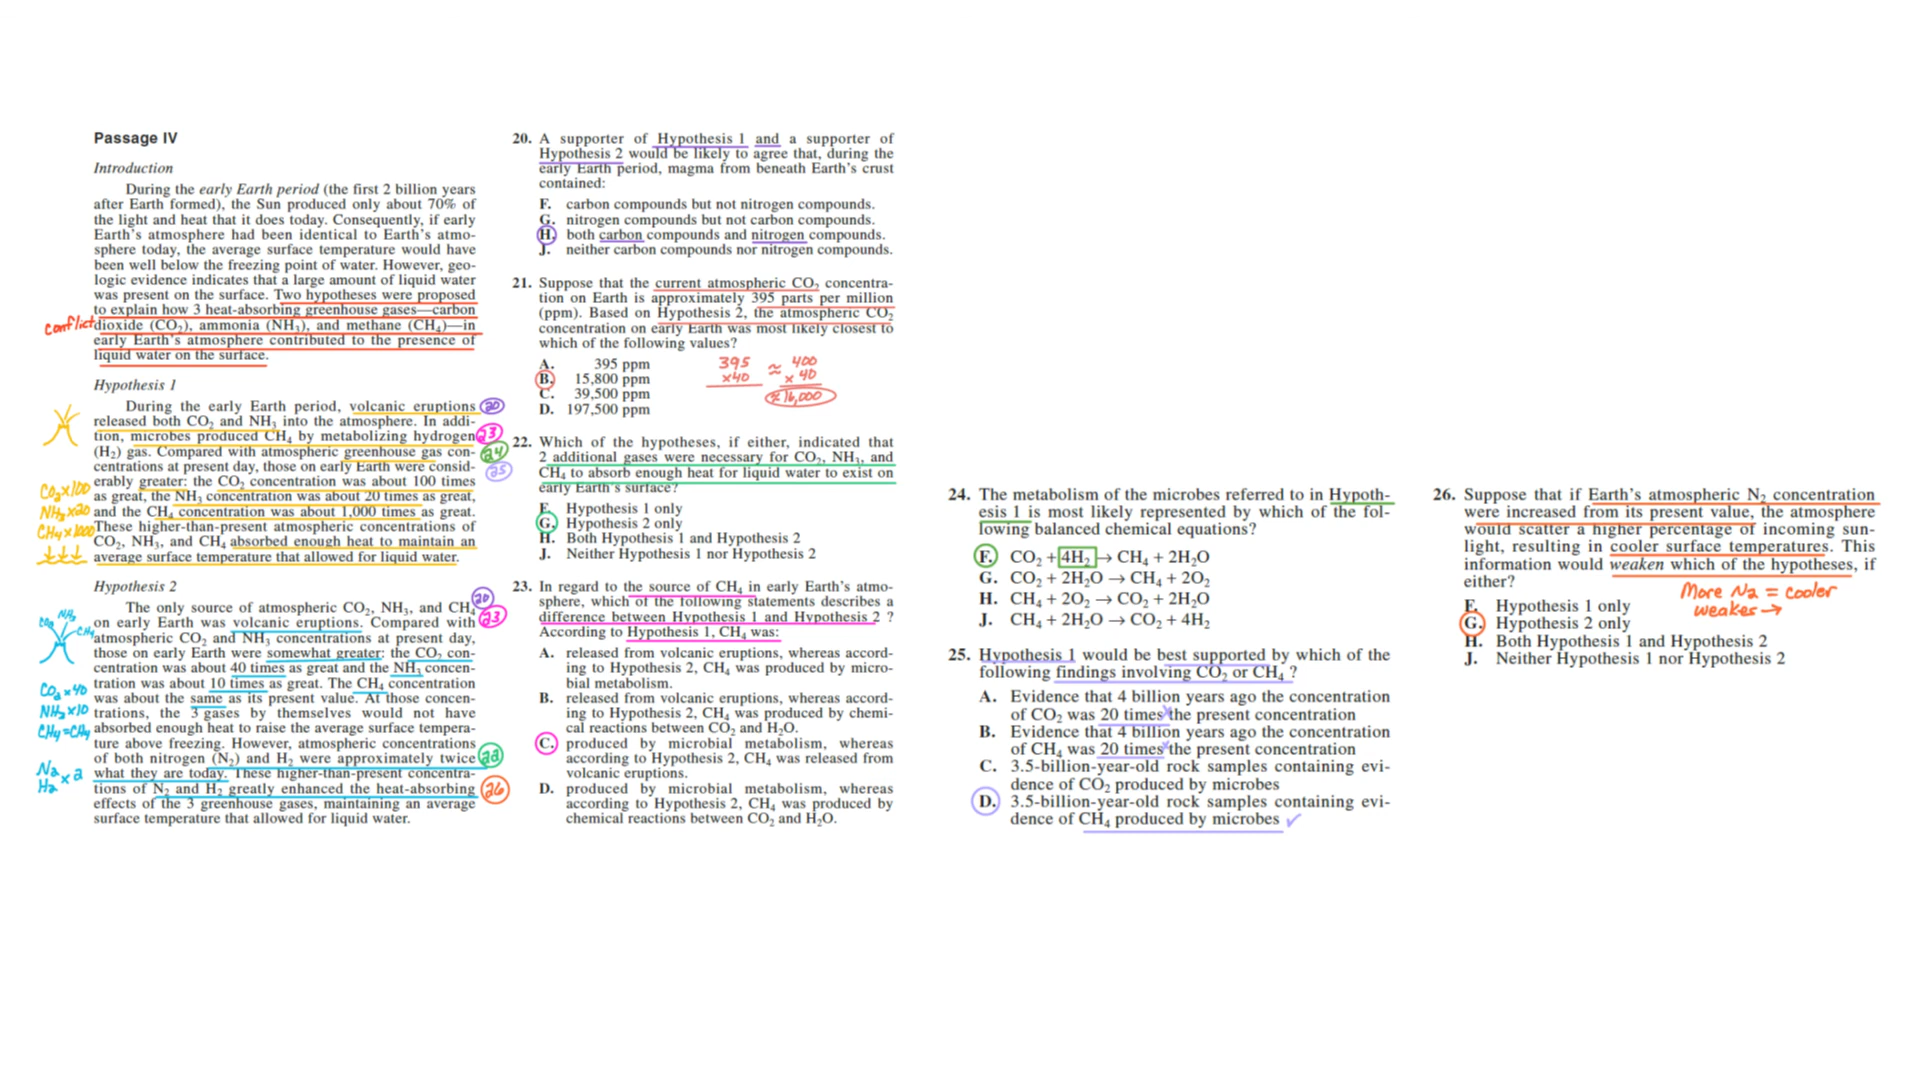 Passage IV
Introduction
During the early Earth period (the first 2 billion years
after Earth formed), the Sun produced only about 70% of
the light and heat that it does today. Consequently, if early
Earth's atmosphere had been identical to Earth's atmo-
sphere today, the average surface temperature would have
been well below the freezing point of water. However, geo-
logic evidence indicates that a large amount of liquid water
was present on the surface. Two hypotheses were proposed
to explain how 3 heat-absorbing greenhouse gases—carbon
conflict
dioxide (CO₂), ammonia (NH₃), and methane (CH₄)—in
early Earth's atmosphere contributed to the presence of
liquid water on the surface.
Hypothesis 1
During the early Earth period, volcanic eruptions 20
released both CO₂ and NH₃ into the atmosphere. In addi-
tion, microbes produced CH₄ by metabolizing hydrogen 23
(H₂) gas. Compared with atmospheric greenhouse gas con- 24
centrations at present day, those on early Earth were consid- 25
erably greater: the CO₂ concentration was about 100 times
CO₂x100
as great, the NH₃ concentration was about 20 times as great,
NH₃x20
and the CH₄ concentration was about 1,000 times as great.
CH4x1000
These higher-than-present atmospheric concentrations of
CO₂, NH₃, and CH₄ absorbed enough heat to maintain an
average surface temperature that allowed for liquid water.
Hypothesis 2
The only source of atmospheric CO₂, NH₃, and CH₄ 20
CO₂ NH₃ CH4
on early Earth was volcanic eruptions. Compared with 23
atmospheric CO₂ and NH₃ concentrations at present day,
those on early Earth were somewhat greater: the CO₂ con-
centration was about 40 times as great and the NH₃ concen-
tration was about 10 times as great. The CH₄ concentration
CO₂x40
was about the same as its present value. At those concen-
NH₃x10
trations, the 3 gases by themselves would not have
CH4=CH4
absorbed enough heat to raise the average surface tempera-
ture above freezing. However, atmospheric concentrations
of both nitrogen (N₂) and H₂ were approximately twice 22
N2 H2 x2
what they are today. These higher-than-present concentra-
tions of N₂ and H₂ greatly enhanced the heat-absorbing 26
effects of the 3 greenhouse gases, maintaining an average
surface temperature that allowed for liquid water.
20. A supporter of Hypothesis 1 and a supporter of
Hypothesis 2 would be likely to agree that, during the
early Earth period, magma from beneath Earth's crust
contained:
F. carbon compounds but not nitrogen compounds.
G. nitrogen compounds but not carbon compounds.
H. both carbon compounds and nitrogen compounds.
J. neither carbon compounds nor nitrogen compounds.
21. Suppose that the current atmospheric CO₂ concentra-
tion on Earth is approximately 395 parts per million
(ppm). Based on Hypothesis 2, the atmospheric CO₂
concentration on early Earth was most likely closest to
which of the following values?
A. 395 ppm
B. 15,800 ppm
C. 39,500 ppm
D. 197,500 ppm
395 ≈ 400
x40 x 40
≈16,000
22. Which of the hypotheses, if either, indicated that
2 additional gases were necessary for CO₂, NH₃, and
CH₄ to absorb enough heat for liquid water to exist on
early Earth's surface?
F. Hypothesis 1 only
G. Hypothesis 2 only
H. Both Hypothesis 1 and Hypothesis 2
J. Neither Hypothesis 1 nor Hypothesis 2
23. In regard to the source of CH₄ in early Earth's atmo-
sphere, which of the following statements describes a
difference between Hypothesis 1 and Hypothesis 2 ?
According to Hypothesis 1, CH₄ was:
A. released from volcanic eruptions, whereas accord-
ing to Hypothesis 2, CH₄ was produced by micro-
bial metabolism.
B. released from volcanic eruptions, whereas accord-
ing to Hypothesis 2, CH₄ was produced by chemi-
cal reactions between CO₂ and H₂O.
C. produced by microbial metabolism, whereas
according to Hypothesis 2, CH₄ was released from
volcanic eruptions.
D. produced by microbial metabolism, whereas
according to Hypothesis 2, CH₄ was produced by
chemical reactions between CO₂ and H₂O.
24. The metabolism of the microbes referred to in Hypoth-
esis 1 is most likely represented by which of the fol-
lowing balanced chemical equations?
F. CO₂ + 4H₂ → CH₄ + 2H₂O
G. CO₂ + 2H₂O → CH₄ + 2O₂
H. CH₄ + 2O₂ → CO₂ + 2H₂O
J. CH₄ + 2H₂O → CO₂ + 4H₂
25. Hypothesis 1 would be best supported by which of the
following findings involving CO₂ or CH₄ ?
A. Evidence that 4 billion years ago the concentration
of CO₂ was 20 times the present concentration
B. Evidence that 4 billion years ago the concentration
of CH₄ was 20 times the present concentration
C. 3.5-billion-year-old rock samples containing evi-
dence of CO₂ produced by microbes
D. 3.5-billion-year-old rock samples containing evi-
dence of CH₄ produced by microbes ✓
26. Suppose that if Earth's atmospheric N₂ concentration
were increased from its present value, the atmosphere
would scatter a higher percentage of incoming sun-
light, resulting in cooler surface temperatures. This
information would weaken which of the hypotheses, if
either?
More N2 = cooler
weakes →
F. Hypothesis 1 only
G. Hypothesis 2 only
H. Both Hypothesis 1 and Hypothesis 2
J. Neither Hypothesis 1 nor Hypothesis 2